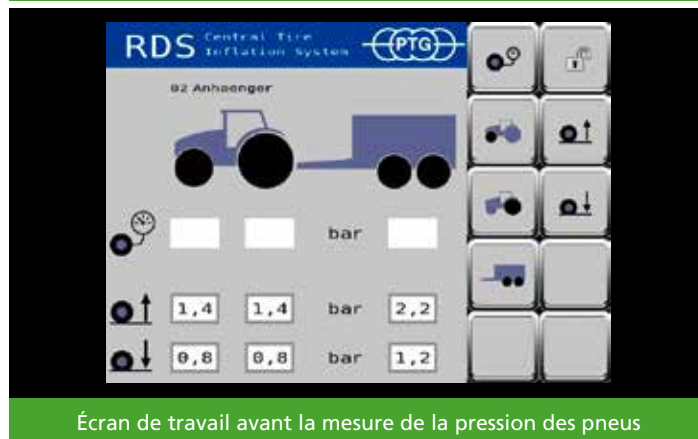 RDS Central Tire
Inflation System
PTG
02 Anhaenger
bar
1,4 1,4 bar 2,2
0,8 0,8 bar 1,2
Écran de travail avant la mesure de la pression des pneus